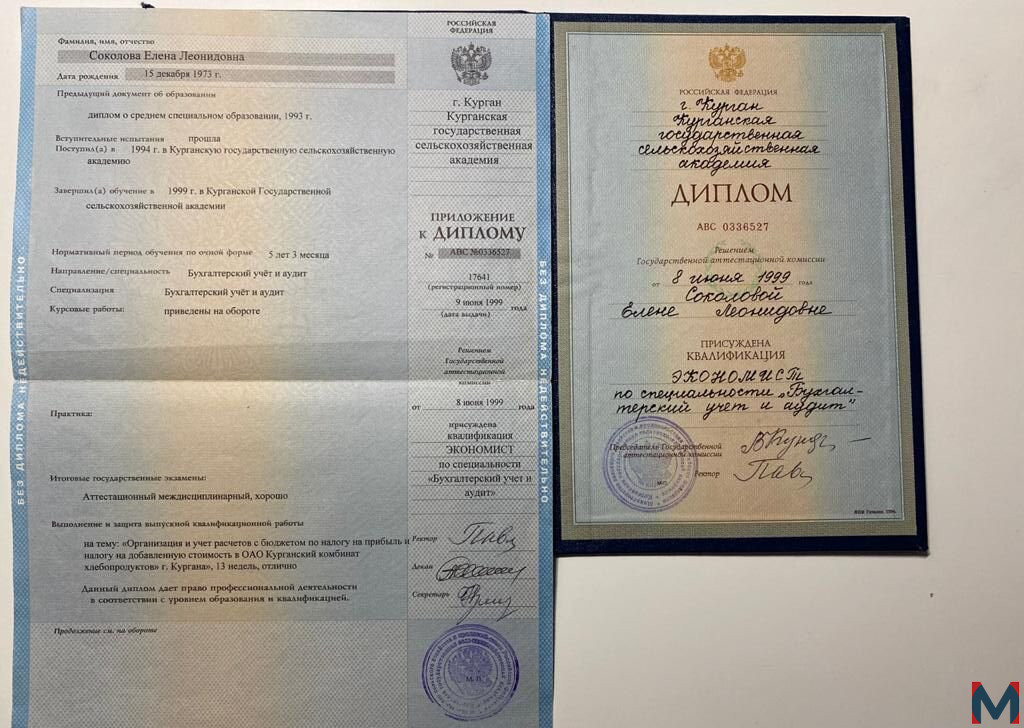 Фамилия, имя, отчество
Соколова Елена Леонидовна
Дата рождения 15 декабря 1973 г.
Предыдущий документ об образовании
диплом о среднем специальном образовании, 1993 г.
Вступительные испытания прошла
Поступил(а) в 1994 г. в Курганскую государственную сельскохозяйственную
академию
Завершил(а) обучение в 1999 г. в Курганской Государственной
сельскохозяйственной академии
Нормативный период обучения по очной форме 5 лет 3 месяца
Направление/специальность Бухгалтерский учёт и аудит
Специализация Бухгалтерский учёт и аудит
Курсовые работы: приведены на обороте
Практика:
Итоговые государственные экзамены:
Аттестационный междисциплинарный, хорошо
Выполнение и защита выпускной квалификационной работы
на тему: «Организация и учет расчетов с бюджетом по налогу на прибыль и
налогу на добавленную стоимость в ОАО Курганский комбинат
хлебопродуктов» г. Кургана», 13 недель, отлично
Данный диплом дает право профессиональной деятельности
в соответствии с уровнем образования и квалификацией.
Продолжение см. на обороте
БЕЗ ДИПЛОМА НЕДЕЙСТВИТЕЛЬНО
РОССИЙСКАЯ
ФЕДЕРАЦИЯ
г. Курган
Курганская
государственная
сельскохозяйственная
академия
ПРИЛОЖЕНИЕ
к ДИПЛОМУ
№ АВС №0336527
17641
(регистрационный номер)
9 июня 1999 года
(дата выдачи)
Решением
Государственной
аттестационной
комиссии
от 8 июня 1999 года
присуждена
квалификация
ЭКОНОМИСТ
по специальности
«Бухгалтерский учет и
аудит»
Ректор
Декан
Секретарь
М.П.
БЕЗ ДИПЛОМА НЕДЕЙСТВИТЕЛЬНО
РОССИЙСКАЯ ФЕДЕРАЦИЯ
г. Курган
Курганская
государственная
сельскохозяйственная
академия
ДИПЛОМ
АВС 0336527
Решением
Государственной аттестационной комиссии
от 8 июня 1999 года
Соколовой
Елене Леонидовне
ПРИСУЖДЕНА
КВАЛИФИКАЦИЯ
ЭКОНОМИСТ
по специальности „Бухгал-
терский учет и аудит"
Председатель Государственной
аттестационной комиссии
Ректор
M